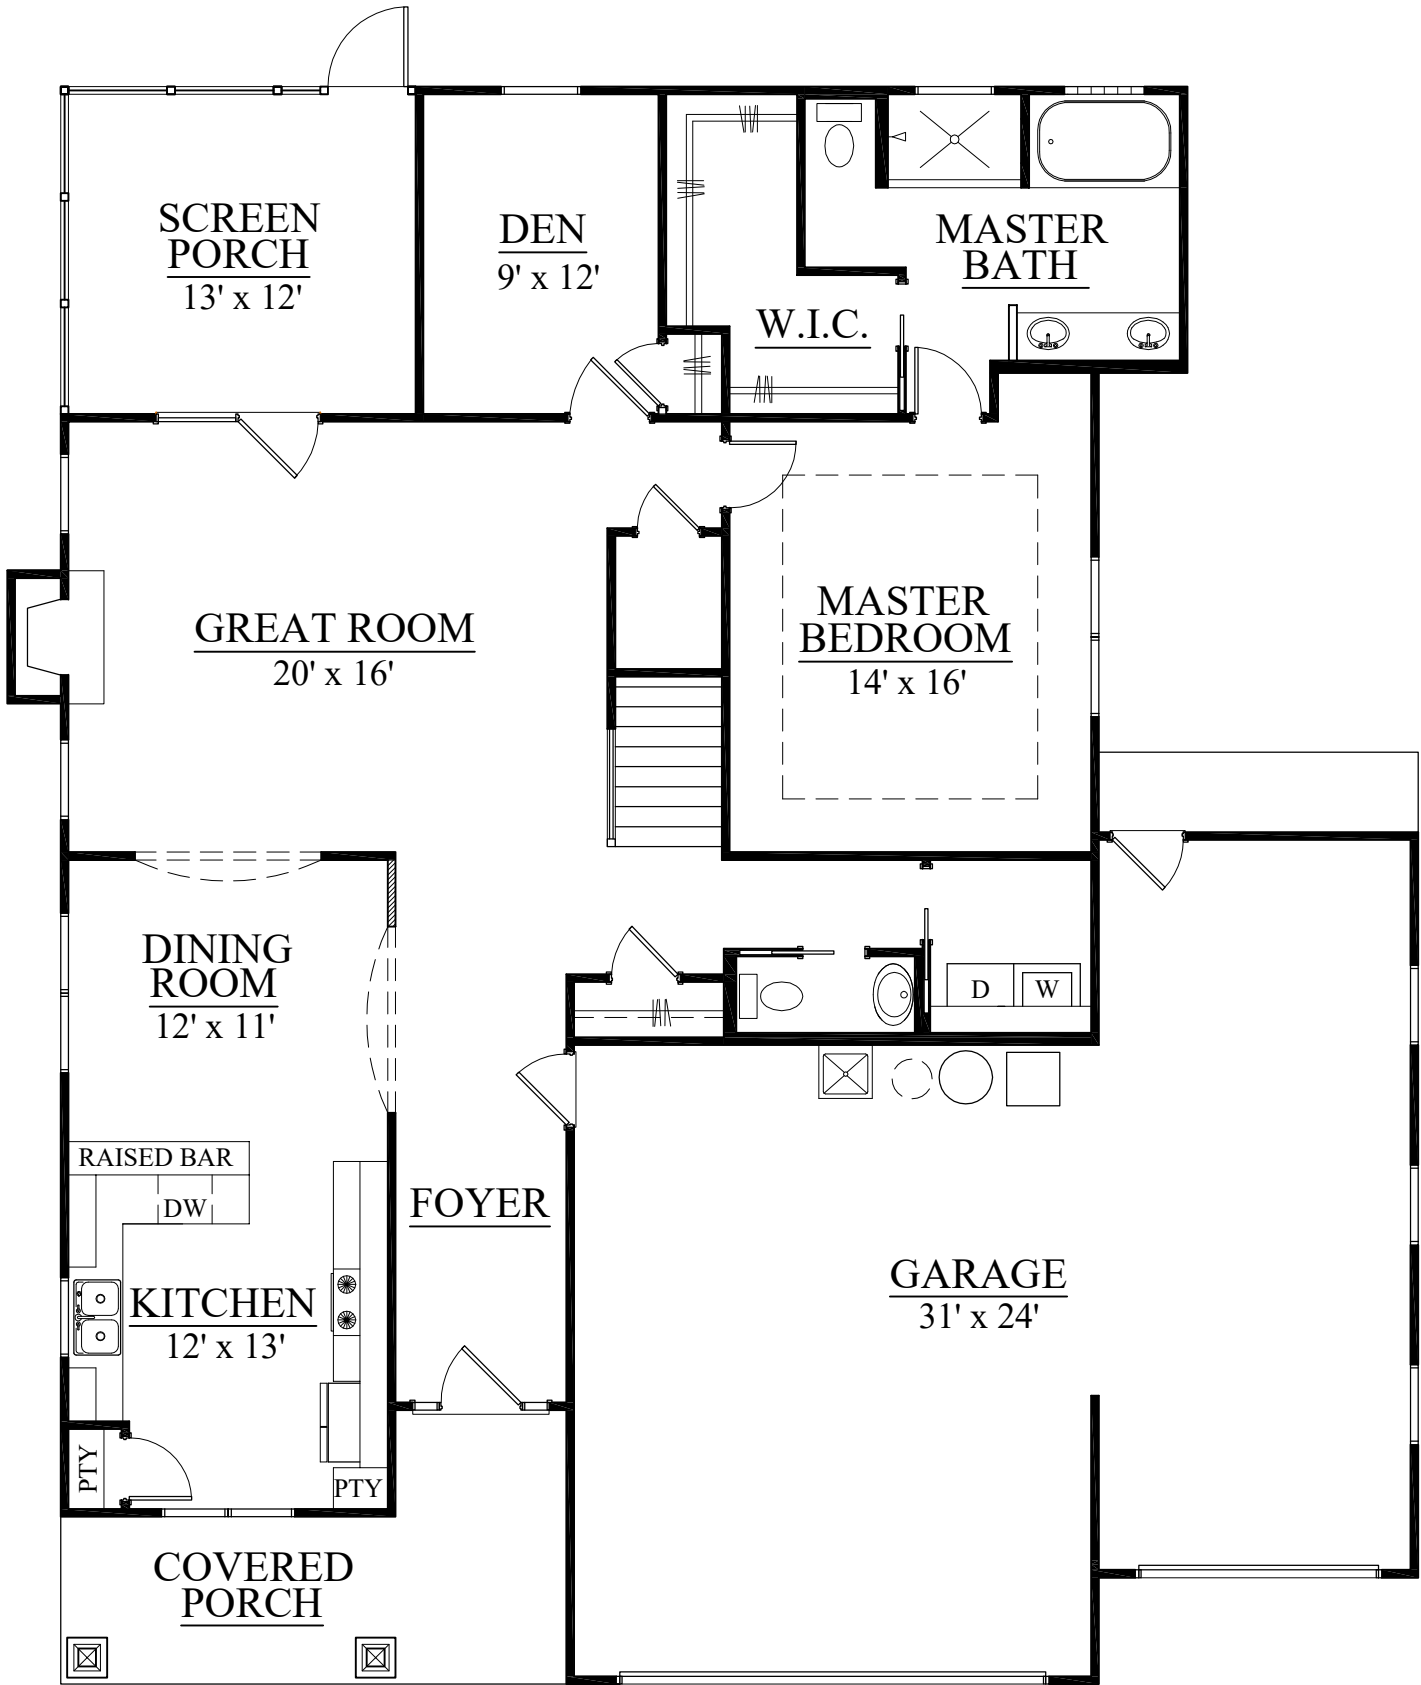 SCREEN
PORCH
13' x 12'
DEN
9' x 12'
MASTER
BATH
W.I.C.
GREAT ROOM
20' x 16'
MASTER
BEDROOM
14' x 16'
DINING
ROOM
12' x 11'
D
W
RAISED BAR
DW
FOYER
KITCHEN
12' x 13'
GARAGE
31' x 24'
PTY
PTY
COVERED
PORCH